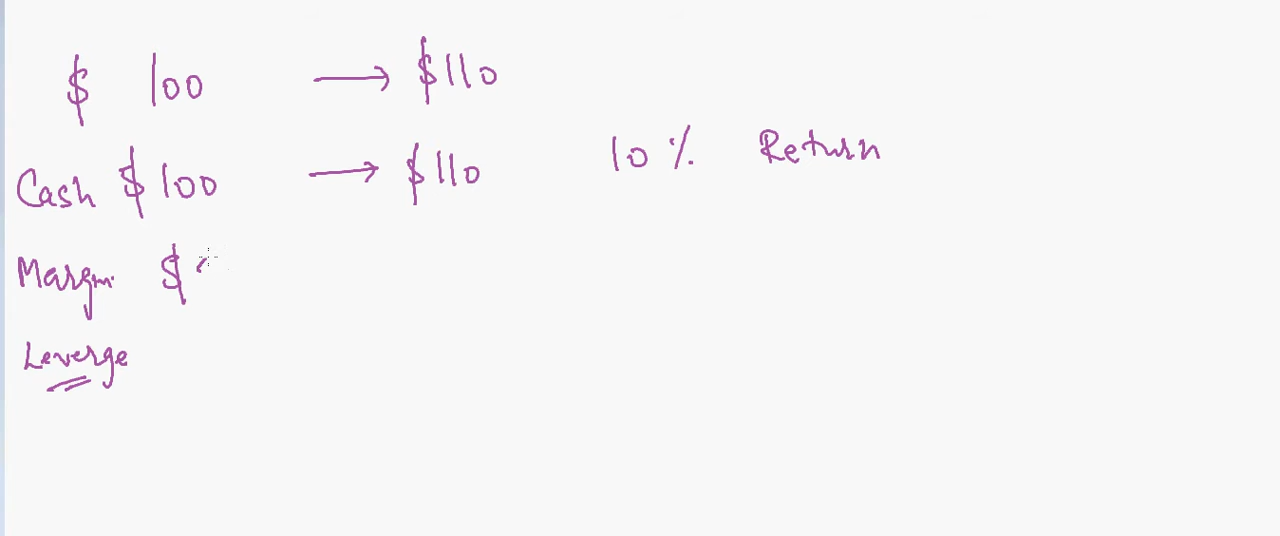 $ 100 → $110
Cash $100 → $110 10% Return
Margin $
Leverge